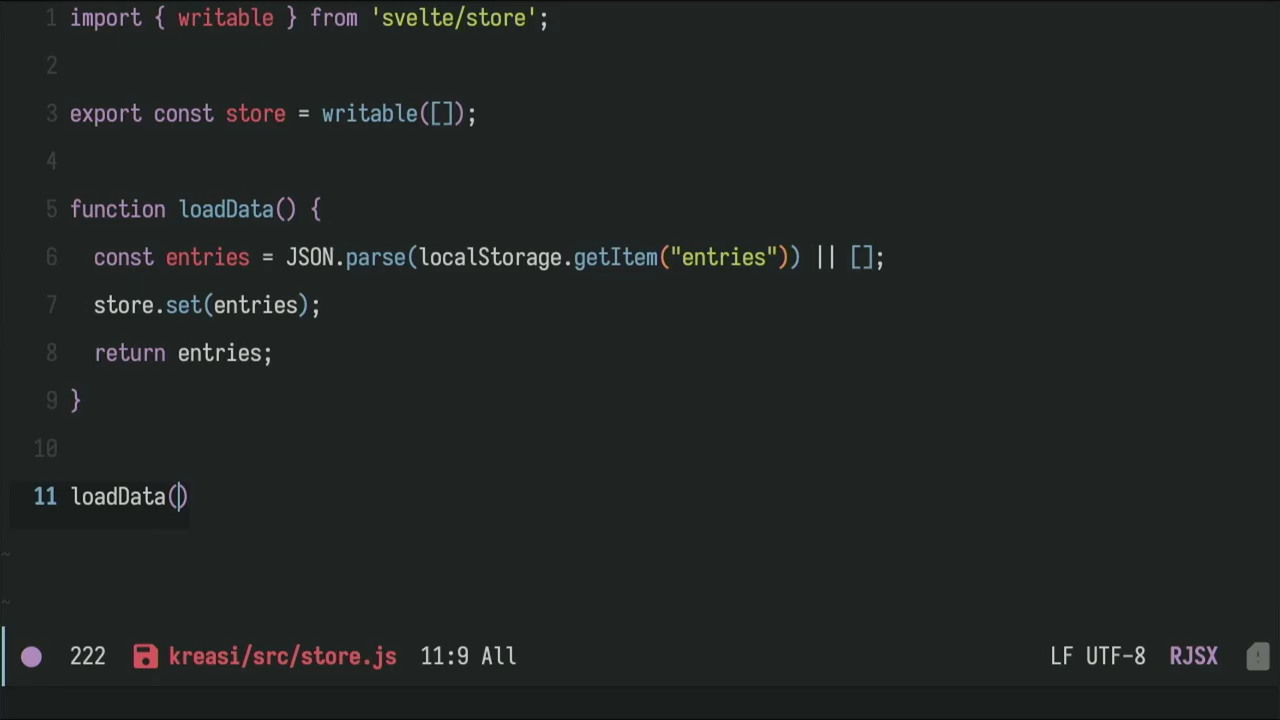 1 import { writable } from 'svelte/store';
2
3 export const store = writable([]);
4
5 function loadData() {
6   const entries = JSON.parse(localStorage.getItem("entries")) || [];
7   store.set(entries);
8   return entries;
9 }
10
11 loadData()
~
~
222 kreasi/src/store.js 11:9 All LF UTF-8 RJSX